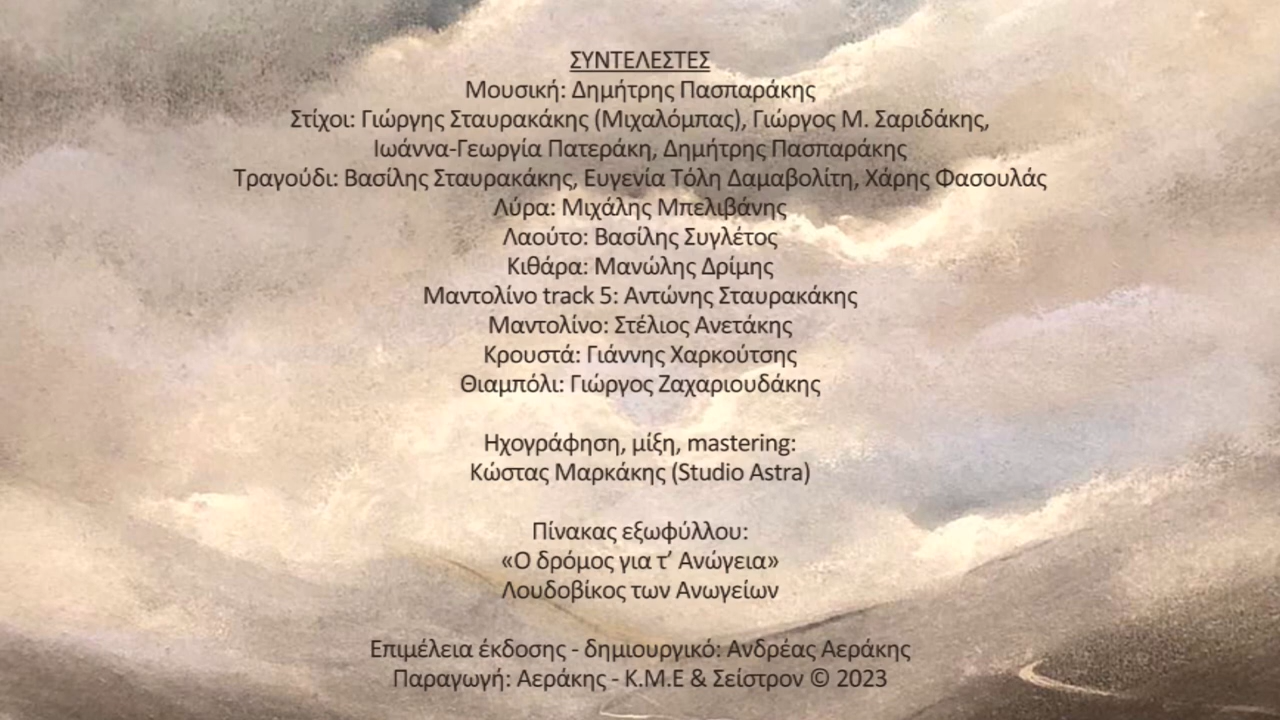 ΣΥΝΤΕΛΕΣΤΕΣ
Μουσική: Δημήτρης Πασπαράκης
Στίχοι: Γιώργης Σταυρακάκης (Μιχαλόμπας), Γιώργος Μ. Σαριδάκης,
Ιωάννα-Γεωργία Πατεράκη, Δημήτρης Πασπαράκης
Τραγούδι: Βασίλης Σταυρακάκης, Ευγενία Τόλη Δαμαβολίτη, Χάρης Φασουλάς
Λύρα: Μιχάλης Μπελιβάνης
Λαούτο: Βασίλης Συγλέτος
Κιθάρα: Μανώλης Δρίμης
Μαντολίνο track 5: Αντώνης Σταυρακάκης
Μαντολίνο: Στέλιος Ανετάκης
Κρουστά: Γιάννης Χαρκούτσης
Θιαμπόλι: Γιώργος Ζαχαριουδάκης
Ηχογράφηση, μίξη, mastering:
Κώστας Μαρκάκης (Studio Astra)
Πίνακας εξωφύλλου:
«Ο δρόμος για τ’ Ανώγεια»
Λουδοβίκος των Ανωγείων
Επιμέλεια έκδοσης - δημιουργικό: Ανδρέας Αεράκης
Παραγωγή: Αεράκης - Κ.Μ.Ε & Σείστρον © 2023